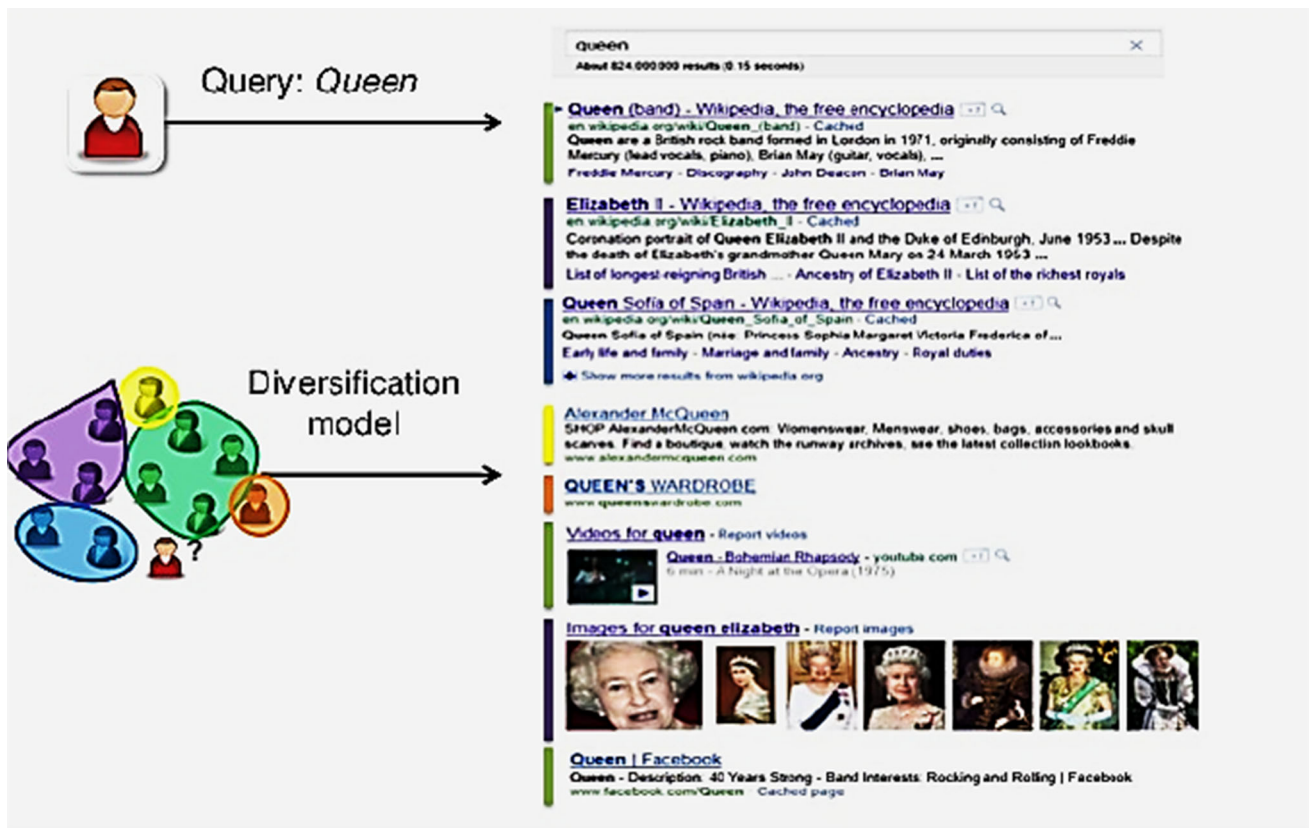 Query: Queen
queen
About 824,000,000 results (0.15 seconds)
Queen (band) - Wikipedia, the free encyclopedia
en.wikipedia.org/wiki/Queen_(band) - Cached
Queen are a British rock band formed in London in 1971, originally consisting of Freddie
Mercury (lead vocals, piano), Brian May (guitar, vocals), ...
Freddie Mercury - Discography - John Deacon - Brian May
Elizabeth II - Wikipedia, the free encyclopedia
en.wikipedia.org/wiki/Elizabeth_II - Cached
Coronation portrait of Queen Elizabeth II and the Duke of Edinburgh, June 1953 ... Despite
the death of Elizabeth's grandmother Queen Mary on 24 March 1953 ...
List of longest-reigning British ... - Ancestry of Elizabeth II - List of the richest royals
Queen Sofía of Spain - Wikipedia, the free encyclopedia
en.wikipedia.org/wiki/Queen_Sofía_of_Spain - Cached
Queen Sofía of Spain (née: Princess Sophia Margaret Victoria Frederica of ...
Early life and family - Marriage and family - Ancestry - Royal duties
Show more results from wikipedia.org
Diversification
model
?
Alexander McQueen
SHOP AlexanderMcQueen.com: Womenswear, Menswear, shoes, bags, accessories and skull
scarves. Find a boutique, watch the runway archives, see the latest collection lookbooks.
www.alexandermcqueen.com
QUEEN'S WARDROBE
www.queenswardrobe.com
Videos for queen - Report videos
Queen - Bohemian Rhapsody - youtube.com
6 min - A Night at the Opera (1975)
Images for queen elizabeth - Report images
Queen | Facebook
Queen - Description: 40 Years Strong - Band Interests: Rocking and Rolling | Facebook
www.facebook.com/Queen - Cached page